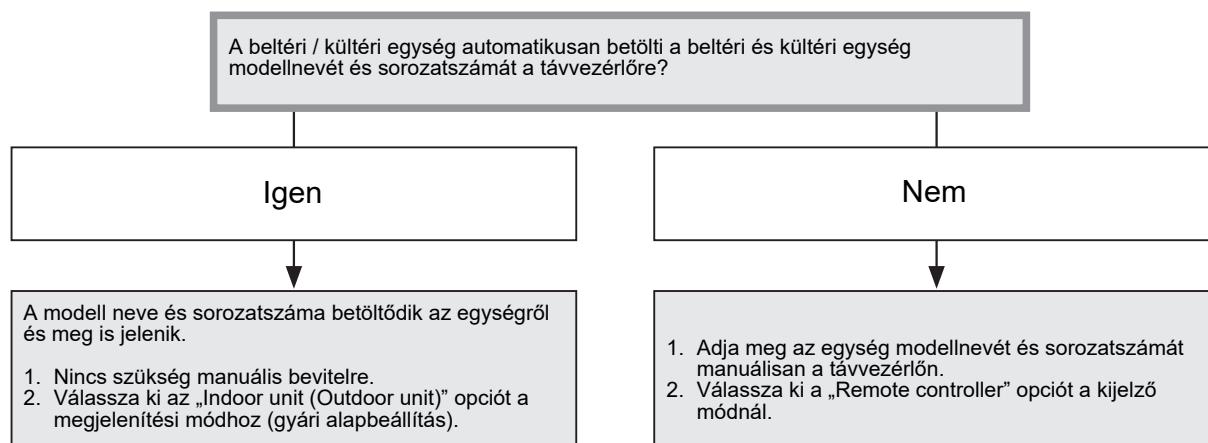 A beltéri / kültéri egység automatikusan betölti a beltéri és kültéri egység
modellnevét és sorozatszámát a távvezérlőre?
Igen
Nem
A modell neve és sorozatszáma betöltődik az egységről
és meg is jelenik.
1. Nincs szükség manuális bevitelre.
2. Válassza ki az „Indoor unit (Outdoor unit)” opciót a
megjelenítési módhoz (gyári alapbeállítás).
1. Adja meg az egység modellnevét és sorozatszámát
manuálisan a távvezérlőn.
2. Válassza ki a „Remote controller” opciót a kijelző
módnál.